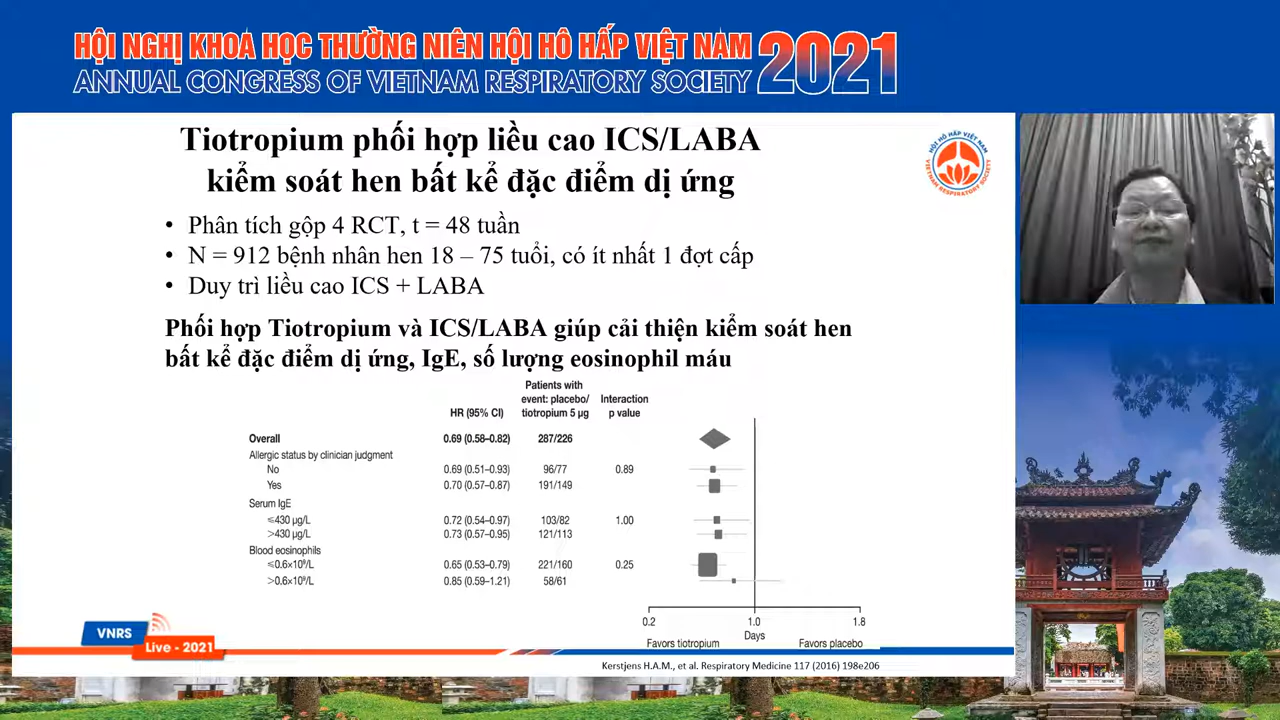 HỘI NGHỊ KHOA HỌC THƯỜNG NIÊN HỘI HÔ HẤP VIỆT NAM 2021
ANNUAL CONGRESS OF VIETNAM RESPIRATORY SOCIETY
Tiotropium phối hợp liều cao ICS/LABA
kiểm soát hen bất kể đặc điểm dị ứng
HỘI HÔ HẤP VIỆT NAM
VIETNAM RESPIRATORY SOCIETY
• Phân tích gộp 4 RCT, t = 48 tuần
• N = 912 bệnh nhân hen 18 – 75 tuổi, có ít nhất 1 đợt cấp
• Duy trì liều cao ICS + LABA
Phối hợp Tiotropium và ICS/LABA giúp cải thiện kiểm soát hen
bất kể đặc điểm dị ứng, IgE, số lượng eosinophil máu
HR (95% CI) Patients with event: placebo/ tiotropium 5 µg Interaction p value
Overall 0.69 (0.58–0.82) 287/226
Allergic status by clinician judgment
No 0.69 (0.51–0.93) 96/77 0.89
Yes 0.70 (0.57–0.87) 191/149
Serum IgE
≤430 µg/L 0.72 (0.54–0.97) 103/82 1.00
>430 µg/L 0.73 (0.57–0.95) 121/113
Blood eosinophils
≤0.6×10⁹/L 0.65 (0.53–0.79) 221/160 0.25
>0.6×10⁹/L 0.85 (0.59–1.21) 58/61
0.2 1.0 1.8
Days
Favors tiotropium Favors placebo
VNRS
Live - 2021
Kerstjens H.A.M., et al. Respiratory Medicine 117 (2016) 198e206